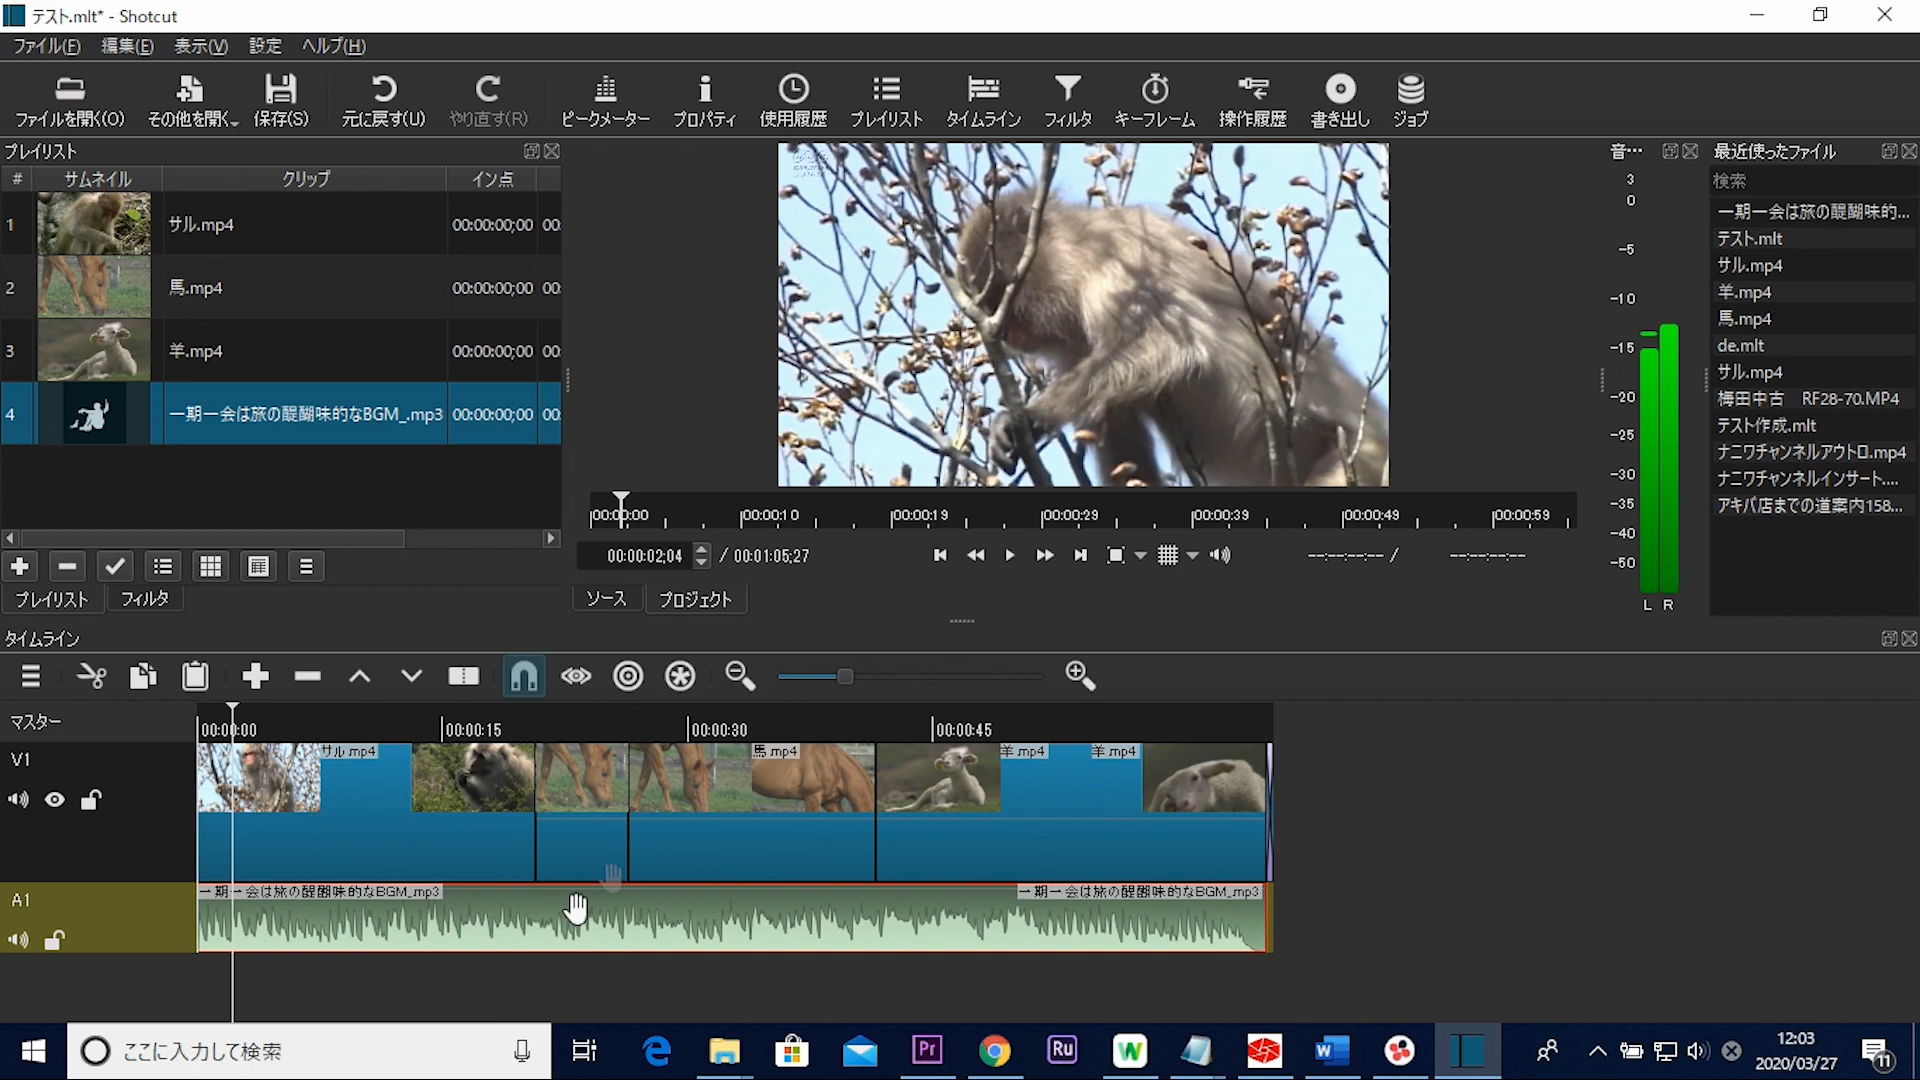 テスト.mlt* - Shotcut
ファイル(F) 編集(E) 表示(V) 設定 ヘルプ(H)
ファイルを開く(O) その他を開く 保存(S) 元に戻す(U) やり直す(R) ピークメーター プロパティ 使用履歴 プレイリスト タイムライン フィルタ キーフレーム 操作履歴 書き出し ジョブ
プレイリスト
# サムネイル クリップ イン点
1 サル.mp4 00:00:00;00 00:
2 馬.mp4 00:00:00;00 00:
3 羊.mp4 00:00:00;00 00:
4 一期一会は旅の醍醐味的なBGM_.mp3 00:00:00;00 00:
プレイリスト フィルタ
00:00:00 00:00:10 00:00:19 00:00:29 00:00:39 00:00:49 00:00:59
00:00:02;04 / 00:01:05;27 --:--:--:-- / --:--:--:--
ソース プロジェクト
音…
3
0
-5
-10
-15
-20
-25
-30
-35
-40
-50
L R
最近使ったファイル
検索
一期一会は旅の醍醐味的...
テスト.mlt
サル.mp4
羊.mp4
馬.mp4
de.mlt
サル.mp4
梅田中古 RF28-70.MP4
テスト作成.mlt
ナニワチャンネルアウトロ.mp4
ナニワチャンネルインサート....
アキバ店までの道案内158...
タイムライン
マスター
00:00:00 00:00:15 00:00:30 00:00:45
V1
サル.mp4 馬.mp4 羊.mp4 羊.mp4
A1
一期一会は旅の醍醐味的なBGM_.mp3 一期一会は旅の醍醐味的なBGM_.mp3
ここに入力して検索
Pr Ru W W
12:03
2020/03/27
11